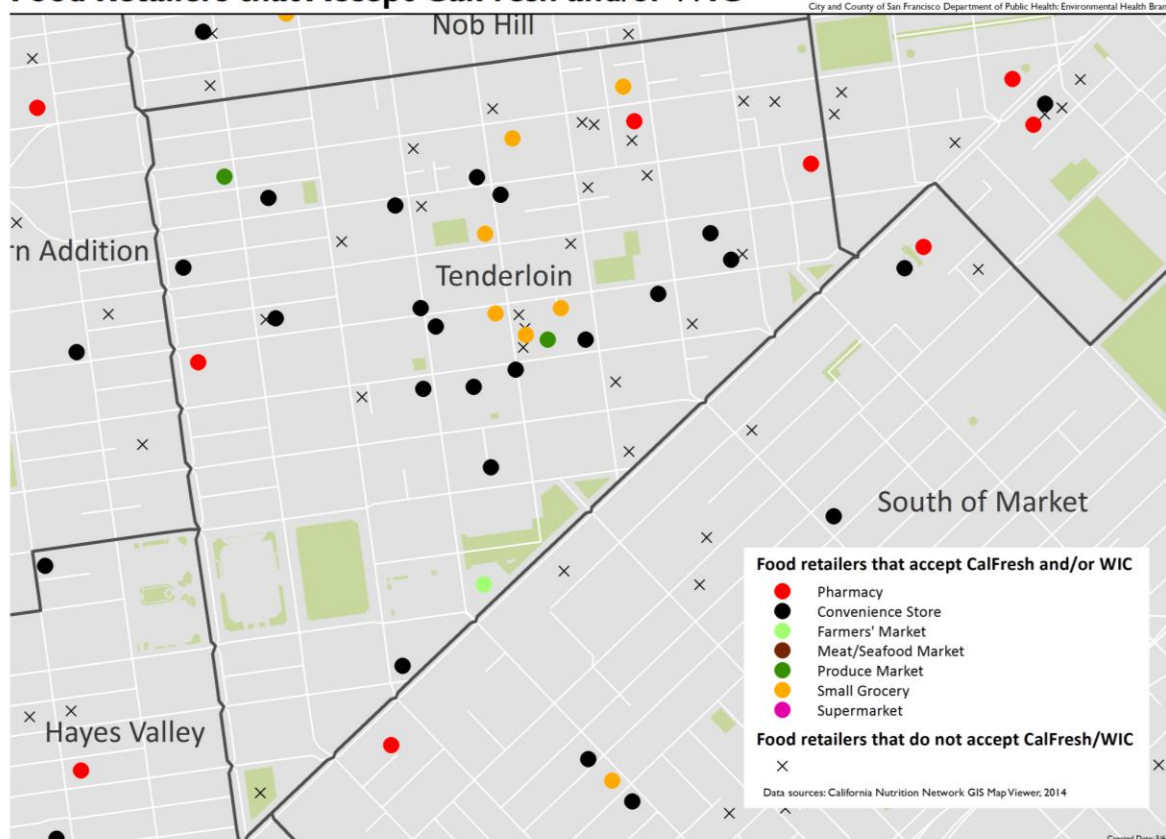 City and County of San Francisco Department of Public Health: Environmental Health Bran
Nob Hill
rn Addition
Tenderloin
South of Market
Hayes Valley
Food retailers that accept CalFresh and/or WIC
Pharmacy
Convenience Store
Farmers' Market
Meat/Seafood Market
Produce Market
Small Grocery
Supermarket
Food retailers that do not accept CalFresh/WIC
Data sources: California Nutrition Network GIS Map Viewer, 2014